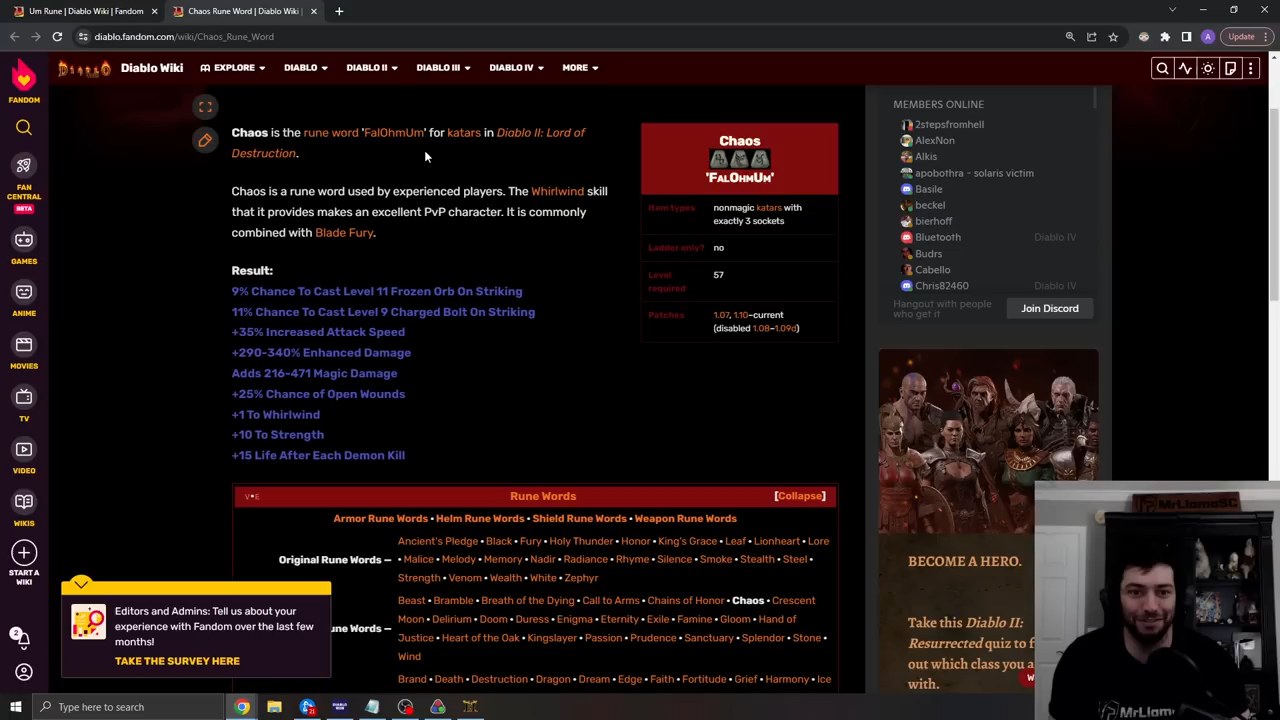 Um Rune | Diablo Wiki | Fandom
Chaos Rune Word | Diablo Wiki |
diablo.fandom.com/wiki/Chaos_Rune_Word
A
Update
DIABLO
Diablo Wiki
EXPLORE
DIABLO
DIABLO II
DIABLO III
DIABLO IV
MORE
FANDOM
FAN
CENTRAL
BETA
GAMES
ANIME
MOVIES
TV
VIDEO
WIKIS
START A
WIKI
2
Chaos is the rune word 'FalOhmUm' for katars in Diablo II: Lord of
Destruction.
Chaos is a rune word used by experienced players. The Whirlwind skill
that it provides makes an excellent PvP character. It is commonly
combined with Blade Fury.
Result:
9% Chance To Cast Level 11 Frozen Orb On Striking
11% Chance To Cast Level 9 Charged Bolt On Striking
+35% Increased Attack Speed
+290-340% Enhanced Damage
Adds 216-471 Magic Damage
+25% Chance of Open Wounds
+1 To Whirlwind
+10 To Strength
+15 Life After Each Demon Kill
Chaos
'FALOHMUM'
Item types
nonmagic katars with
exactly 3 sockets
Ladder only?
no
Level
required
57
Patches
1.07, 1.10–current
(disabled 1.08–1.09d)
V•E
Rune Words
[Collapse]
Armor Rune Words • Helm Rune Words • Shield Rune Words • Weapon Rune Words
Original Rune Words —
Ancient's Pledge • Black • Fury • Holy Thunder • Honor • King's Grace • Leaf • Lionheart • Lore
• Malice • Melody • Memory • Nadir • Radiance • Rhyme • Silence • Smoke • Stealth • Steel •
Strength • Venom • Wealth • White • Zephyr
une Words —
Beast • Bramble • Breath of the Dying • Call to Arms • Chains of Honor • Chaos • Crescent
Moon • Delirium • Doom • Duress • Enigma • Eternity • Exile • Famine • Gloom • Hand of
Justice • Heart of the Oak • Kingslayer • Passion • Prudence • Sanctuary • Splendor • Stone •
Wind
Brand • Death • Destruction • Dragon • Dream • Edge • Faith • Fortitude • Grief • Harmony • Ice
Editors and Admins: Tell us about your
experience with Fandom over the last few
months!
TAKE THE SURVEY HERE
MEMBERS ONLINE
2stepsfromhell
AlexNon
Alkis
apobothra - solaris victim
Basile
beckel
bierhoff
Bluetooth
Diablo IV
Budrs
Cabello
Chris82460
Diablo IV
Hangout with people
who get it
Join Discord
BECOME A HERO.
Take this Diablo II:
Resurrected quiz to f
out which class you a
with.
W
MrLlamaSC
MrLlam
Type here to search
21
DIABLO
RUN